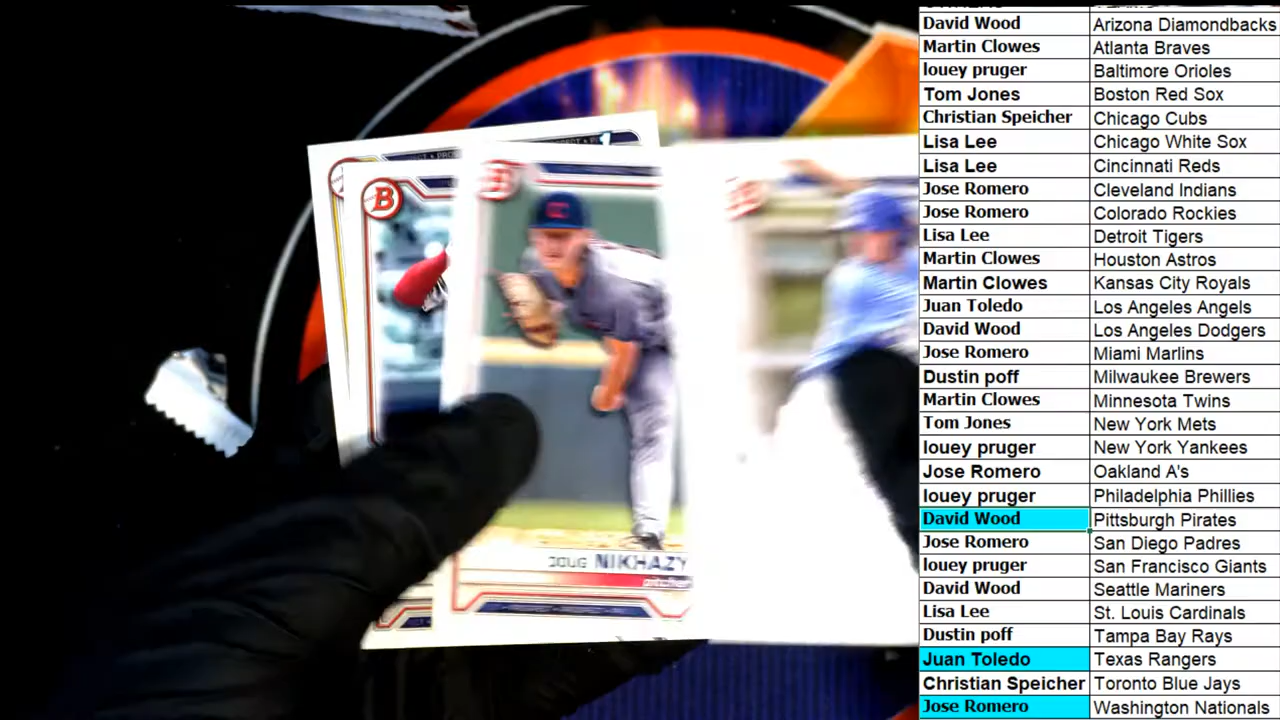 B
DOUG NIKHAZY
pitcher
David Wood Arizona Diamondbacks
Martin Clowes Atlanta Braves
louey pruger Baltimore Orioles
Tom Jones Boston Red Sox
Christian Speicher Chicago Cubs
Lisa Lee Chicago White Sox
Lisa Lee Cincinnati Reds
Jose Romero Cleveland Indians
Jose Romero Colorado Rockies
Lisa Lee Detroit Tigers
Martin Clowes Houston Astros
Martin Clowes Kansas City Royals
Juan Toledo Los Angeles Angels
David Wood Los Angeles Dodgers
Jose Romero Miami Marlins
Dustin poff Milwaukee Brewers
Martin Clowes Minnesota Twins
Tom Jones New York Mets
louey pruger New York Yankees
Jose Romero Oakland A's
louey pruger Philadelphia Phillies
David Wood Pittsburgh Pirates
Jose Romero San Diego Padres
louey pruger San Francisco Giants
David Wood Seattle Mariners
Lisa Lee St. Louis Cardinals
Dustin poff Tampa Bay Rays
Juan Toledo Texas Rangers
Christian Speicher Toronto Blue Jays
Jose Romero Washington Nationals